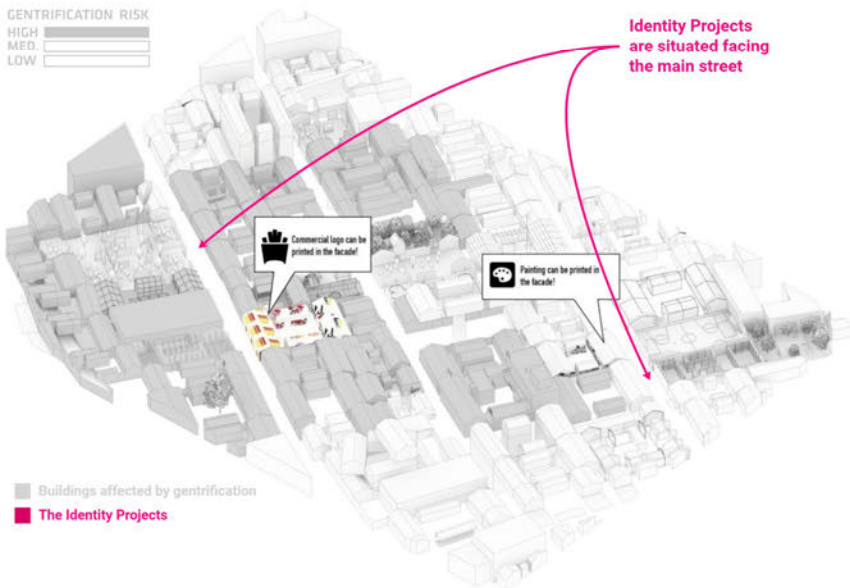 GENTRIFICATION RISK
HIGH
MED.
LOW
Identity Projects
are situated facing
the main street
Commercial logo can be
printed in the facade!
Painting can be printed in
the facade!
Buildings affected by gentrification
The Identity Projects